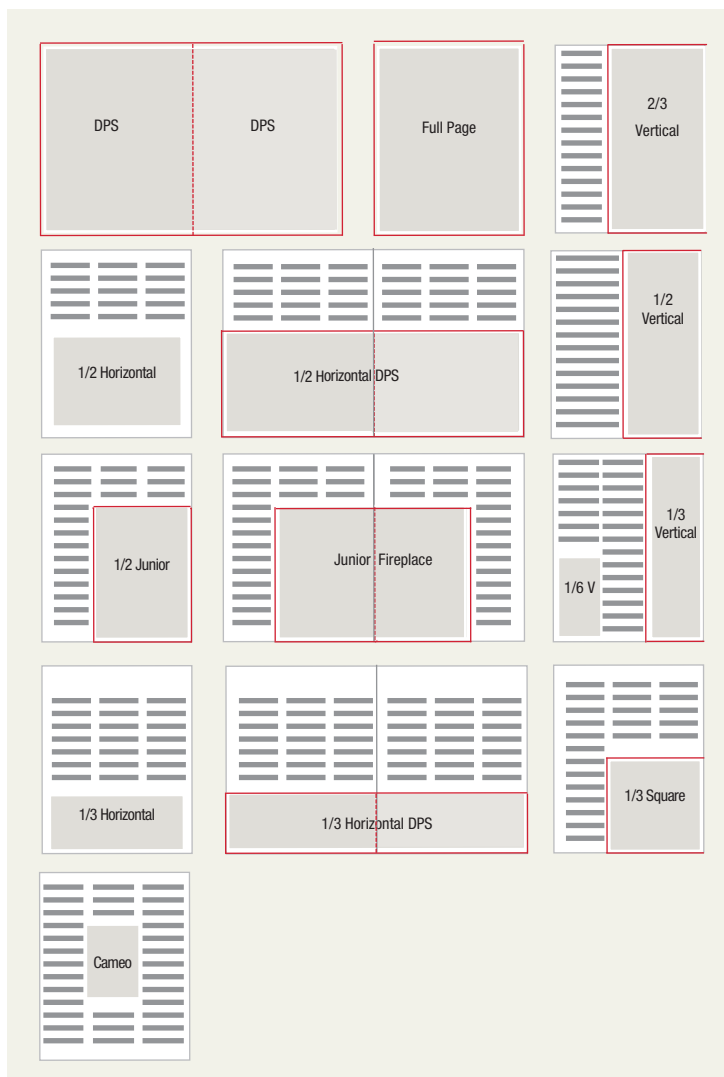 DPS DPS
Full Page
2/3
Vertical
1/2 Horizontal
1/2 Horizontal DPS
1/2
Vertical
1/2 Junior
Junior Fireplace
1/3
Vertical
1/6 V
1/3 Horizontal
1/3 Horizontal DPS
1/3 Square
Cameo